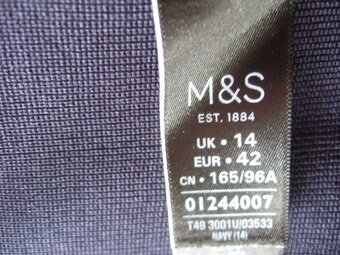 M&S
EST. 1884
UK • 14
EUR • 42
CN • 165/96A
01244007
T49 3001U/03533
NAVY (14)